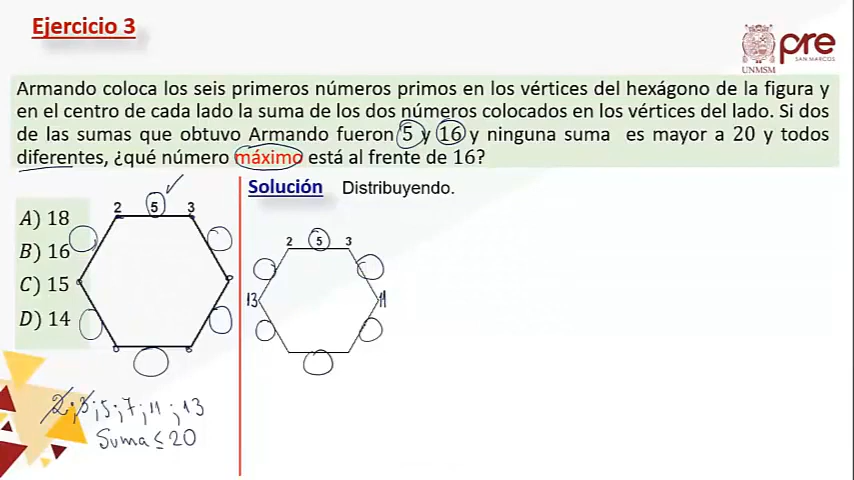 Ejercicio 3
UNMSM
pre
SAN MARCOS
Armando coloca los seis primeros números primos en los vértices del hexágono de la figura y
en el centro de cada lado la suma de los dos números colocados en los vértices del lado. Si dos
de las sumas que obtuvo Armando fueron 5 y 16 y ninguna suma es mayor a 20 y todos
diferentes, ¿qué número máximo está al frente de 16?
A) 18
B) 16
C) 15
D) 14
2 5 3
2; 3; 5; 7; 11; 13
Suma ≤ 20
Solución Distribuyendo.
2 5 3
13 11